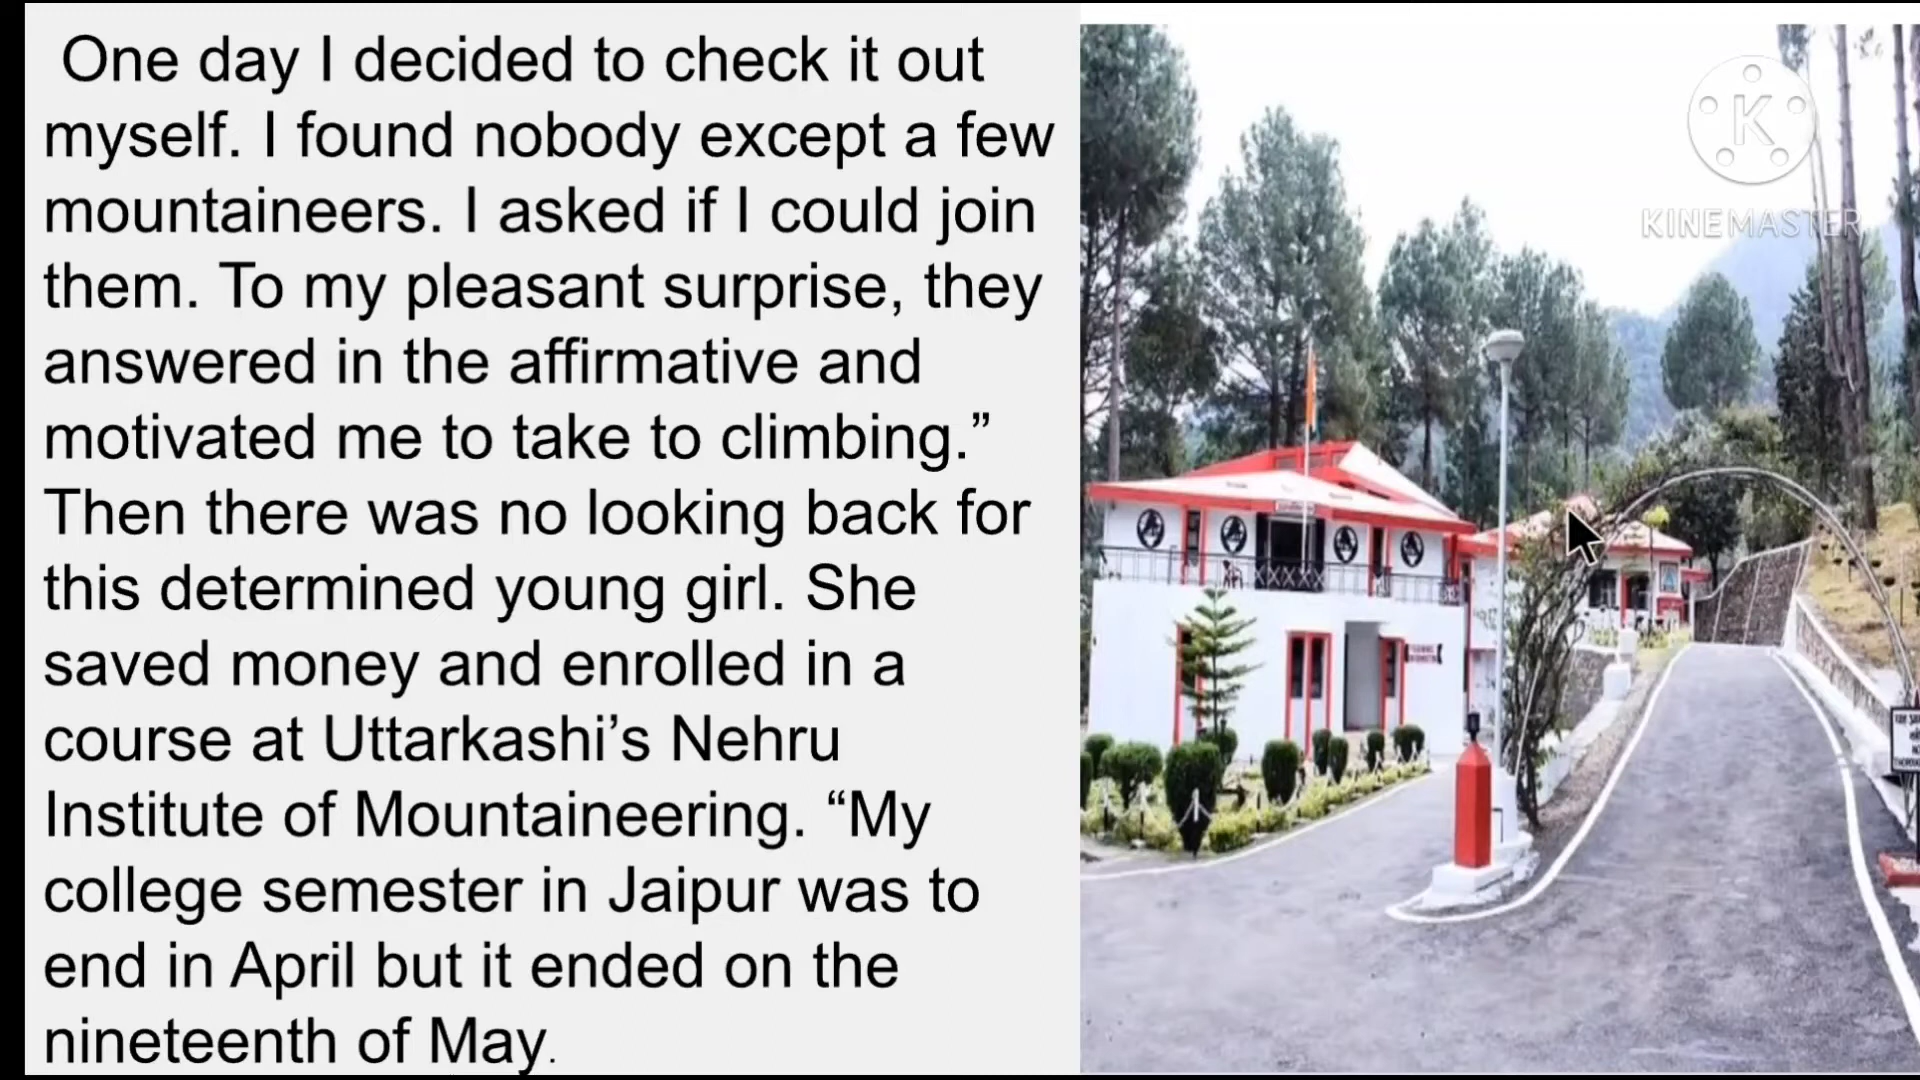 One day I decided to check it out
myself. I found nobody except a few
mountaineers. I asked if I could join
them. To my pleasant surprise, they
answered in the affirmative and
motivated me to take to climbing.”
Then there was no looking back for
this determined young girl. She
saved money and enrolled in a
course at Uttarkashi’s Nehru
Institute of Mountaineering. “My
college semester in Jaipur was to
end in April but it ended on the
nineteenth of May.
K
KINEMASTER